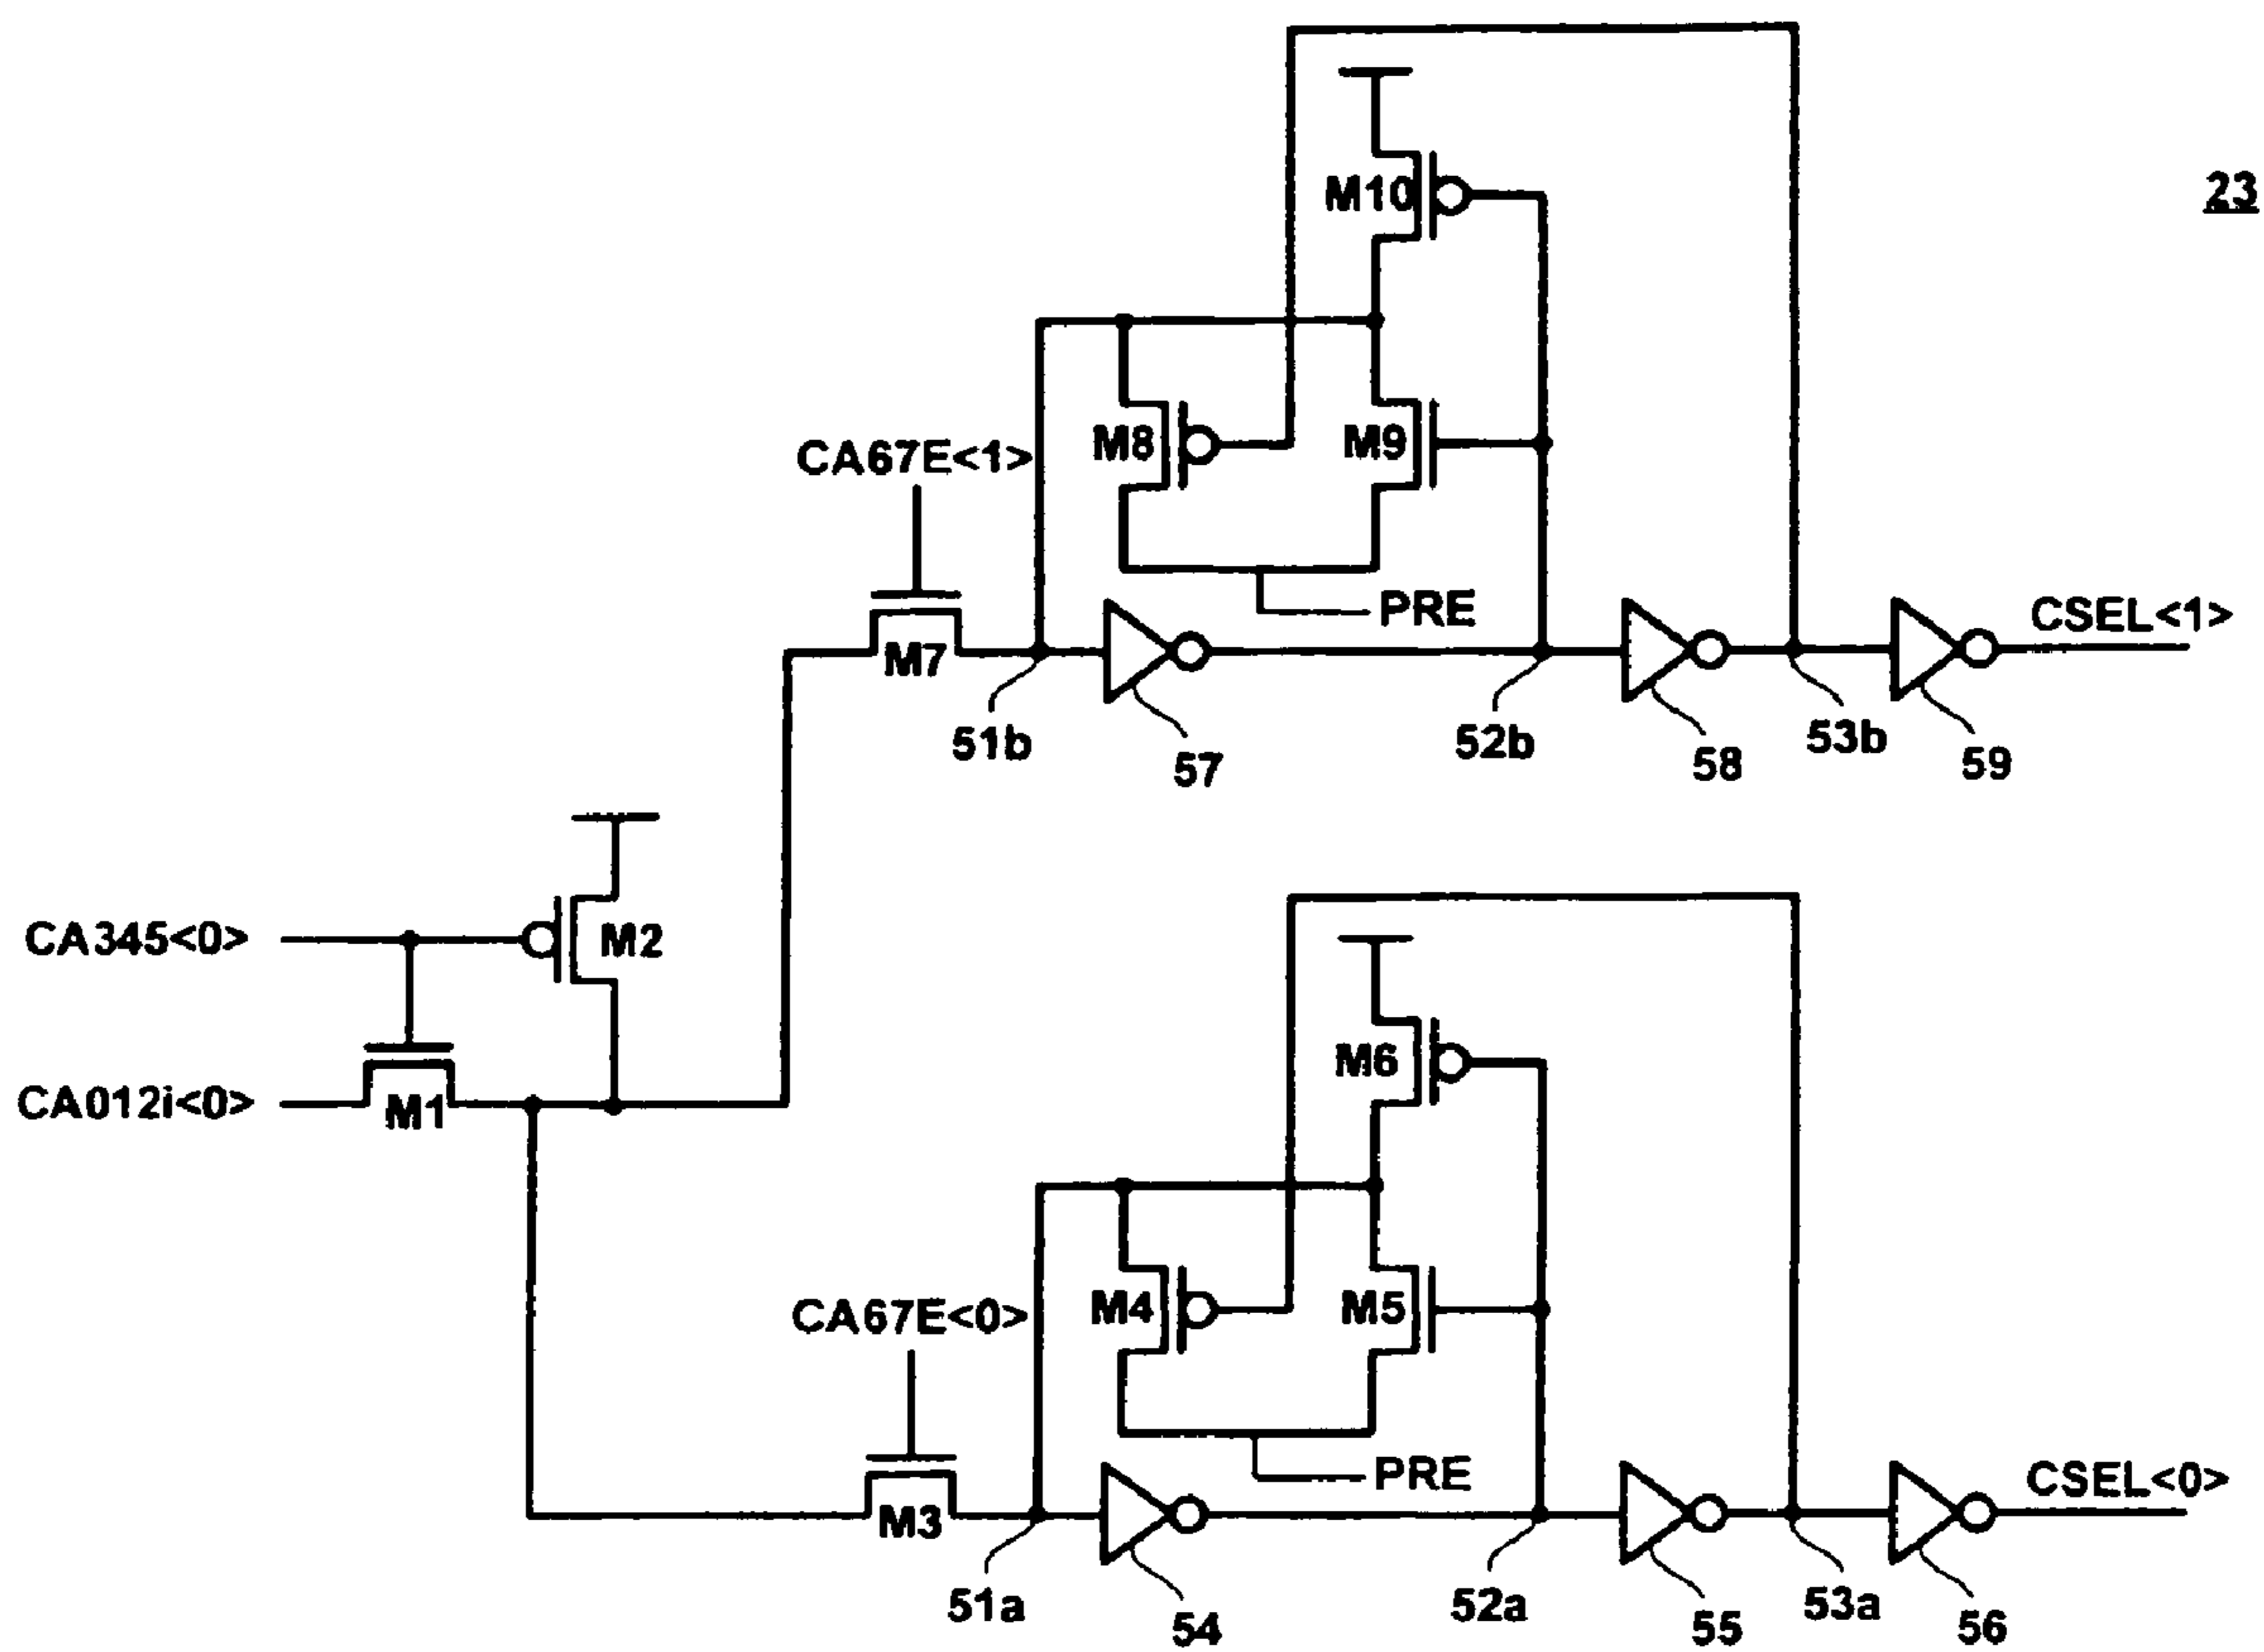 23
M10
M8
M9
CA67E<1>
PRE
CSEL<1>
M7
51b
57
52b
58
53b
59
CA345<0>
M2
CA012i<0>
M1
M6
M4
M5
CA67E<0>
PRE
CSEL<0>
M3
51a
54
52a
55
53a
56